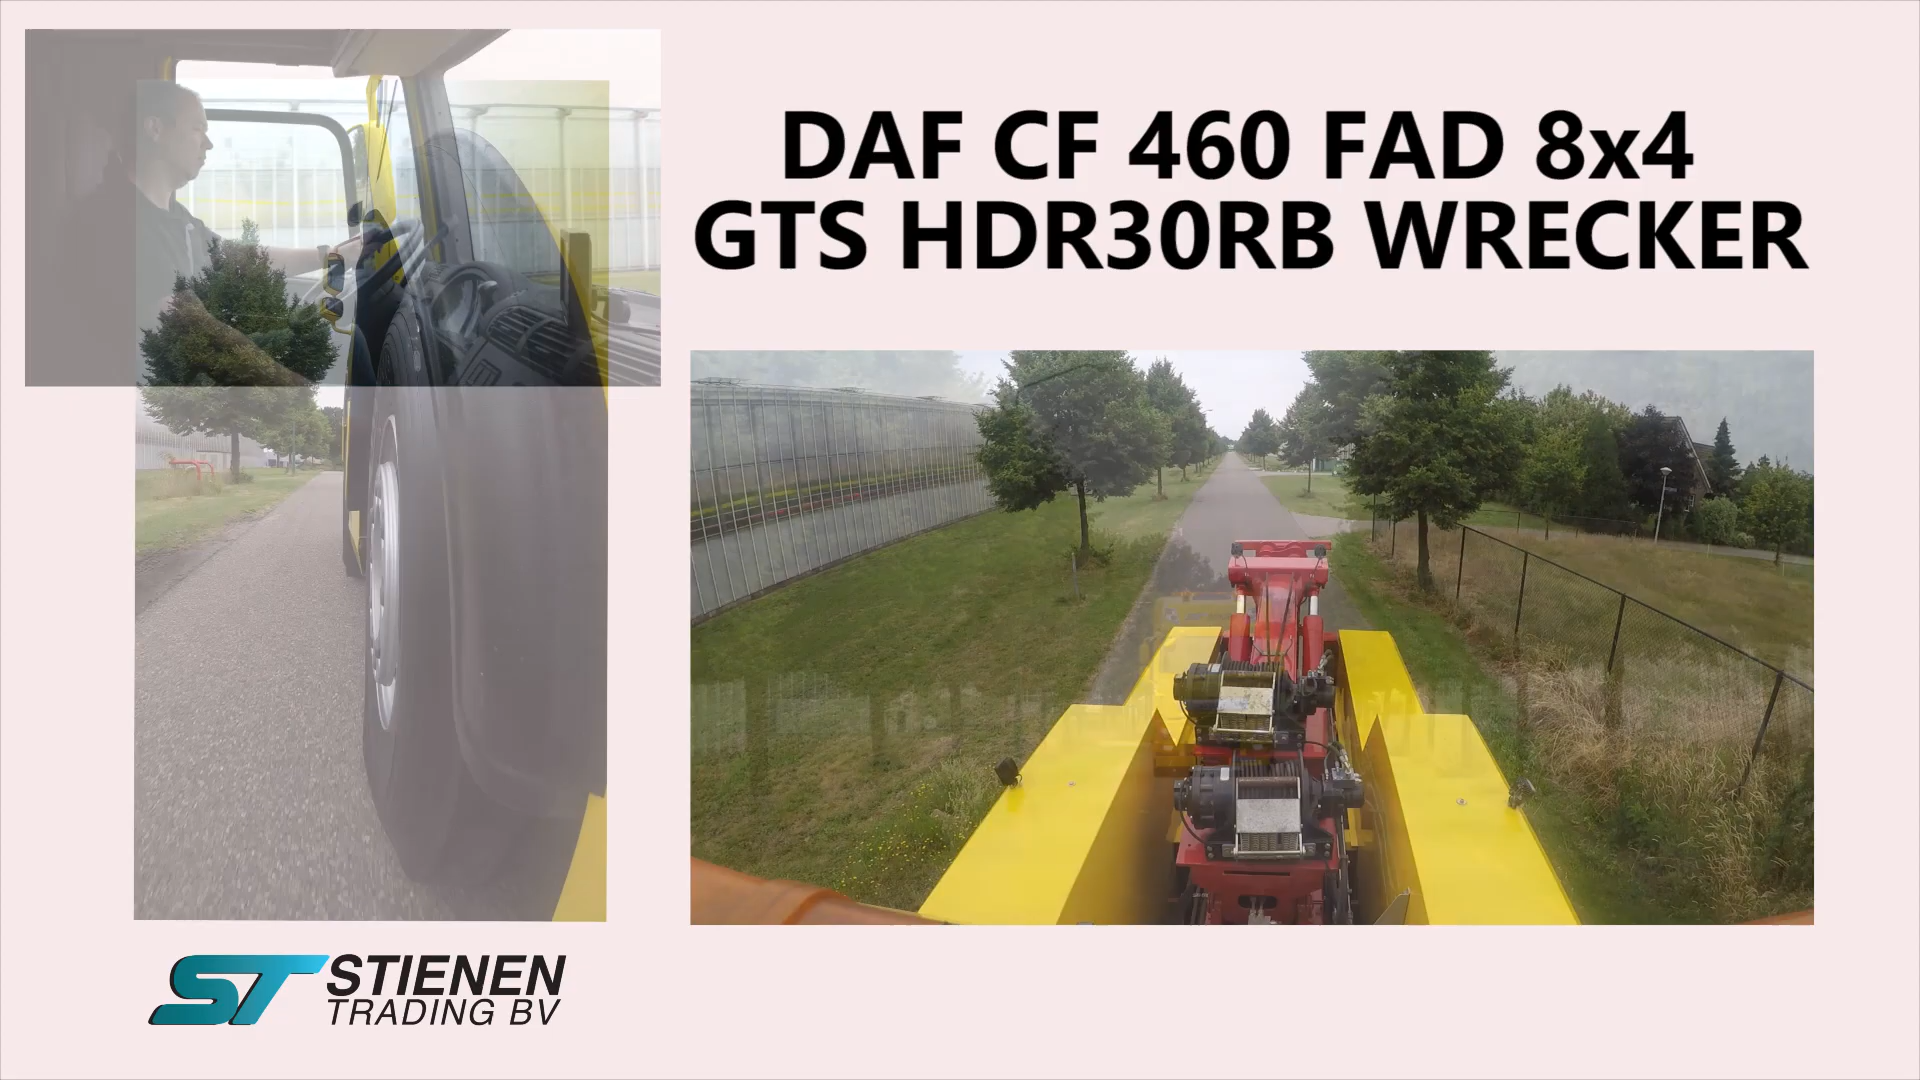 DAF CF 460 FAD 8x4
GTS HDR30RB WRECKER
ST STIENEN
TRADING BV